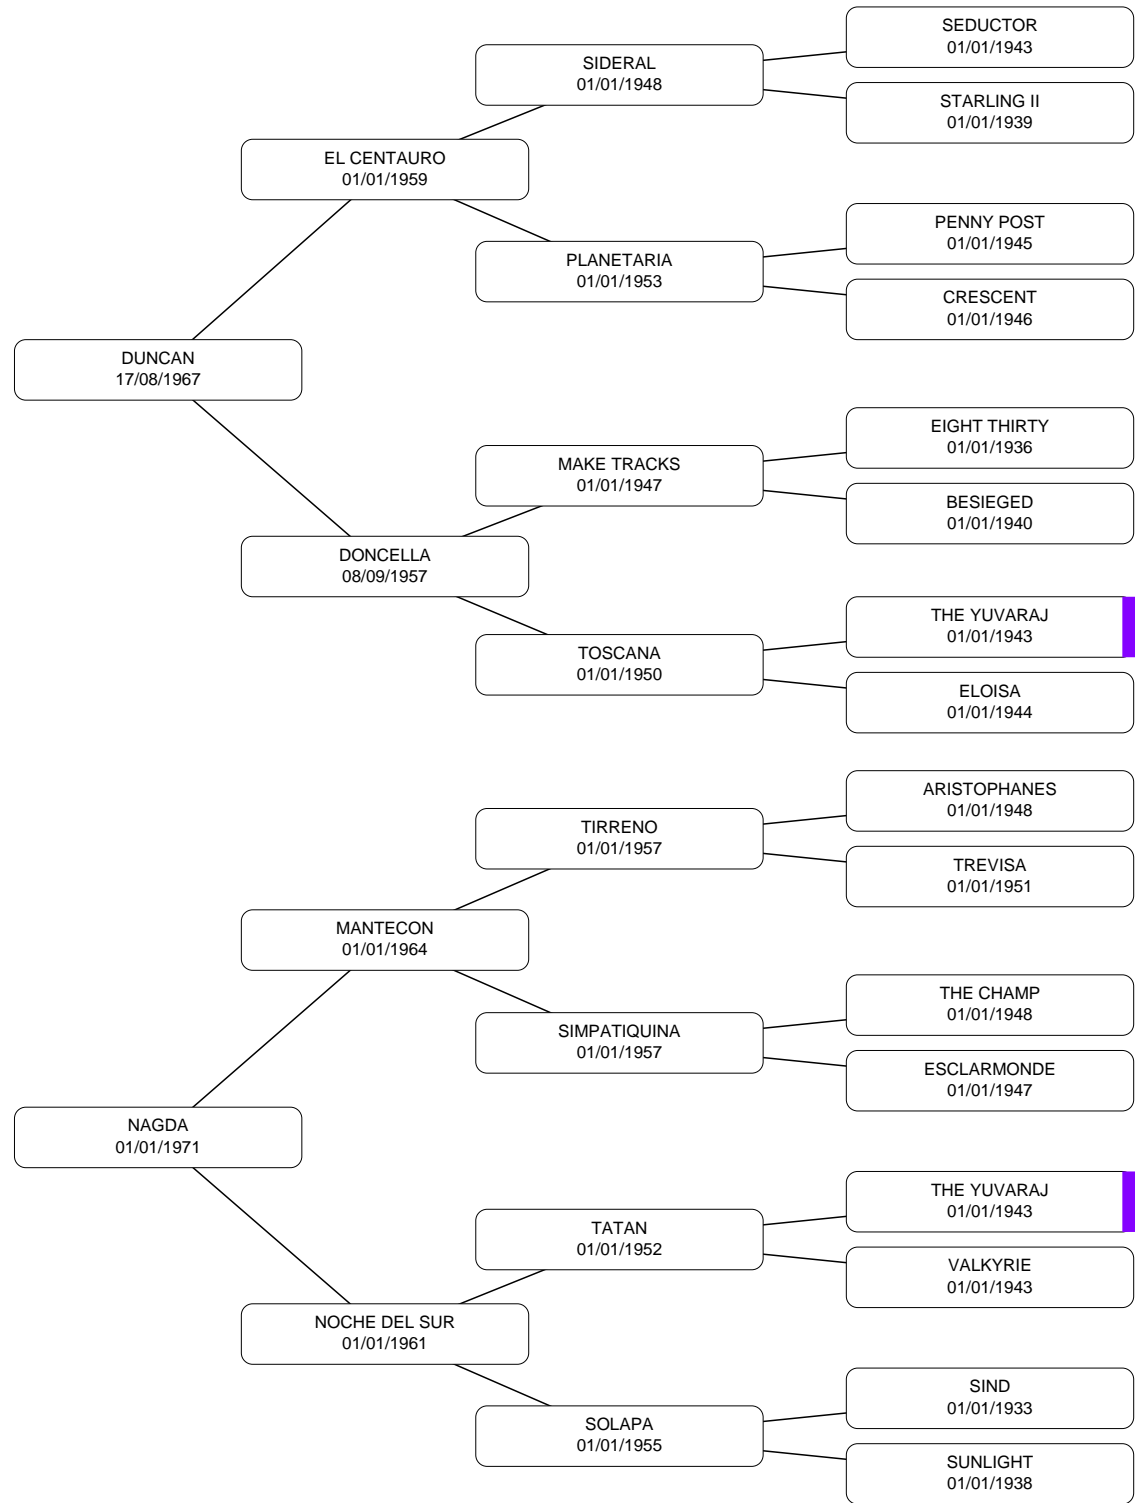 SEDUCTOR
01/01/1943
SIDERAL
01/01/1948
STARLING II
01/01/1939
EL CENTAURO
01/01/1959
PENNY POST
01/01/1945
PLANETARIA
01/01/1953
CRESCENT
01/01/1946
DUNCAN
17/08/1967
EIGHT THIRTY
01/01/1936
MAKE TRACKS
01/01/1947
BESIEGED
01/01/1940
DONCELLA
08/09/1957
THE YUVARAJ
01/01/1943
TOSCANA
01/01/1950
ELOISA
01/01/1944
ARISTOPHANES
01/01/1948
TIRRENO
01/01/1957
TREVISA
01/01/1951
MANTECON
01/01/1964
THE CHAMP
01/01/1948
SIMPATIQUINA
01/01/1957
ESCLARMONDE
01/01/1947
NAGDA
01/01/1971
THE YUVARAJ
01/01/1943
TATAN
01/01/1952
VALKYRIE
01/01/1943
NOCHE DEL SUR
01/01/1961
SIND
01/01/1933
SOLAPA
01/01/1955
SUNLIGHT
01/01/1938